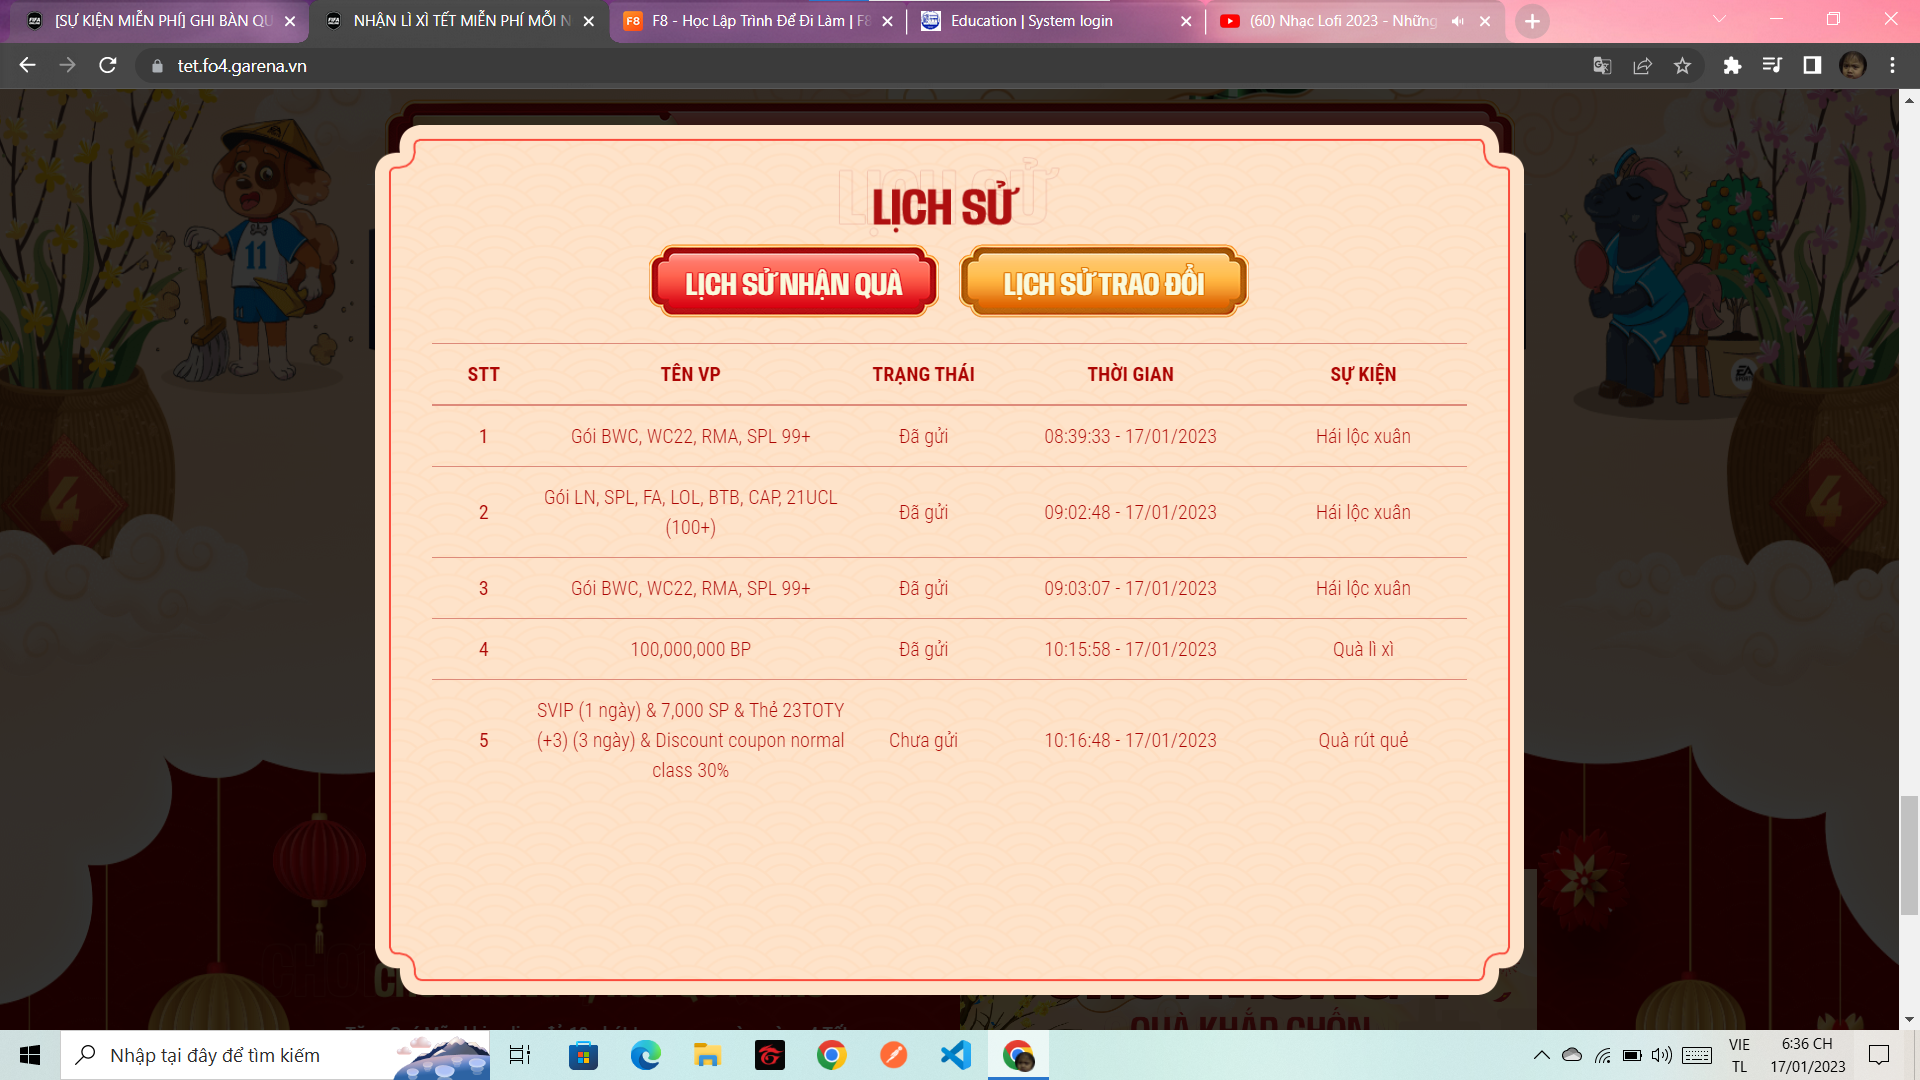 [SỰ KIỆN MIỄN PHÍ] GHI BÀN QU
NHẬN LÌ XÌ TẾT MIỄN PHÍ MỖI N
F8 - Học Lập Trình Để Đi Làm | F8
Education | System login
(60) Nhạc Lofi 2023 - Những
tet.fo4.garena.vn
LỊCH SỬ
LỊCH SỬ NHẬN QUÀ
LỊCH SỬ TRAO ĐỔI
STT TÊN VP TRẠNG THÁI THỜI GIAN SỰ KIỆN
1 Gói BWC, WC22, RMA, SPL 99+ Đã gửi 08:39:33 - 17/01/2023 Hái lộc xuân
2 Gói LN, SPL, FA, LOL, BTB, CAP, 21UCL
(100+) Đã gửi 09:02:48 - 17/01/2023 Hái lộc xuân
3 Gói BWC, WC22, RMA, SPL 99+ Đã gửi 09:03:07 - 17/01/2023 Hái lộc xuân
4 100,000,000 BP Đã gửi 10:15:58 - 17/01/2023 Quà lì xì
5 SVIP (1 ngày) & 7,000 SP & Thẻ 23TOTY
(+3) (3 ngày) & Discount coupon normal
class 30% Chưa gửi 10:16:48 - 17/01/2023 Quà rút quẻ
11
4
4
7
EA
QUÀ KHẮP CHỐN
Nhập tại đây để tìm kiếm
VIE
TL
6:36 CH
17/01/2023